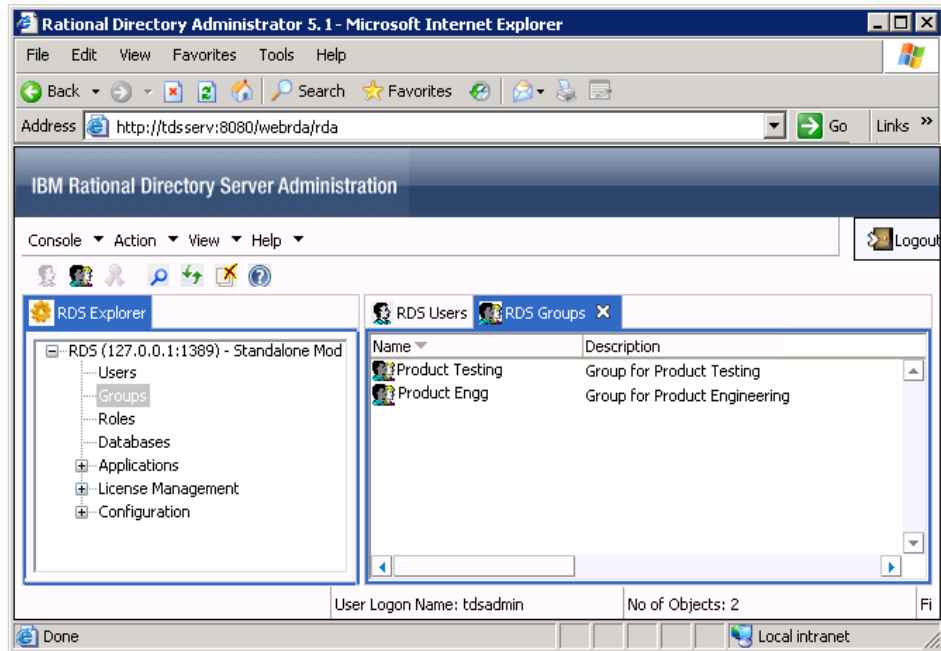 Rational Directory Administrator 5.1 - Microsoft Internet Explorer
File Edit View Favorites Tools Help
Back Search Favorites
Address http://tdsserv:8080/webrda/rda Go Links »
IBM Rational Directory Server Administration
Console Action View Help Logout
RDS Explorer
RDS Users RDS Groups X
RDS (127.0.0.1:1389) - Standalone Mod
Users
Groups
Roles
Databases
Applications
License Management
Configuration
Name Description
Product Testing Group for Product Testing
Product Engg Group for Product Engineering
User Logon Name: tdsadmin No of Objects: 2 Fi
Done Local intranet